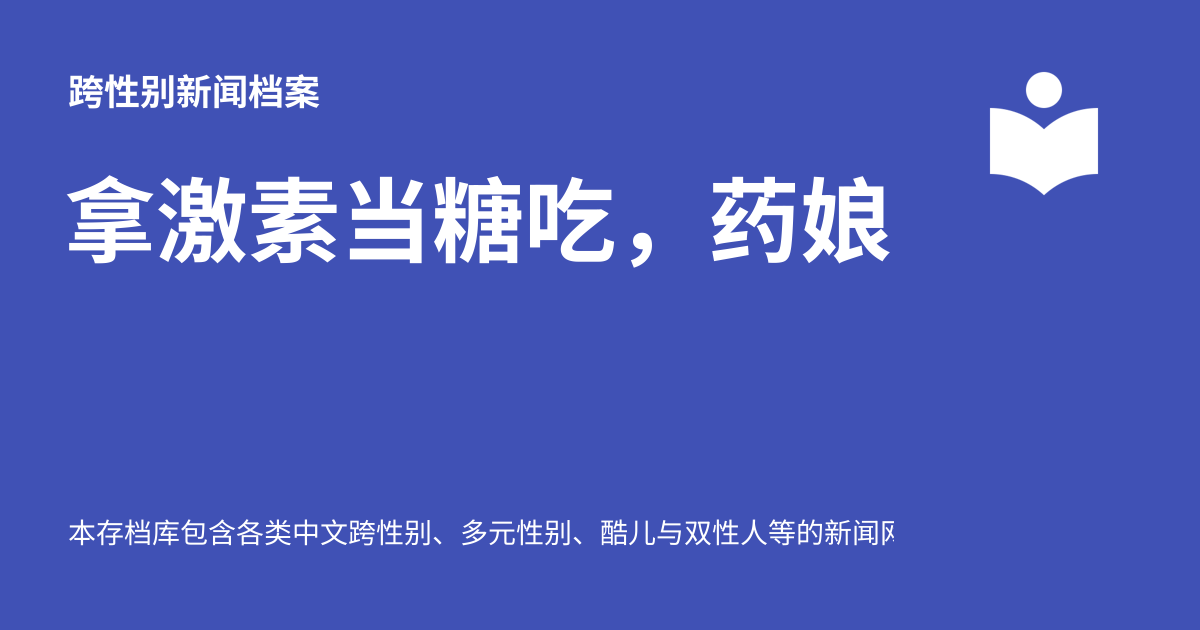 跨性别新闻档案
拿激素当糖吃，药娘
本存档库包含各类中文跨性别、多元性别、酷儿与双性人等的新闻